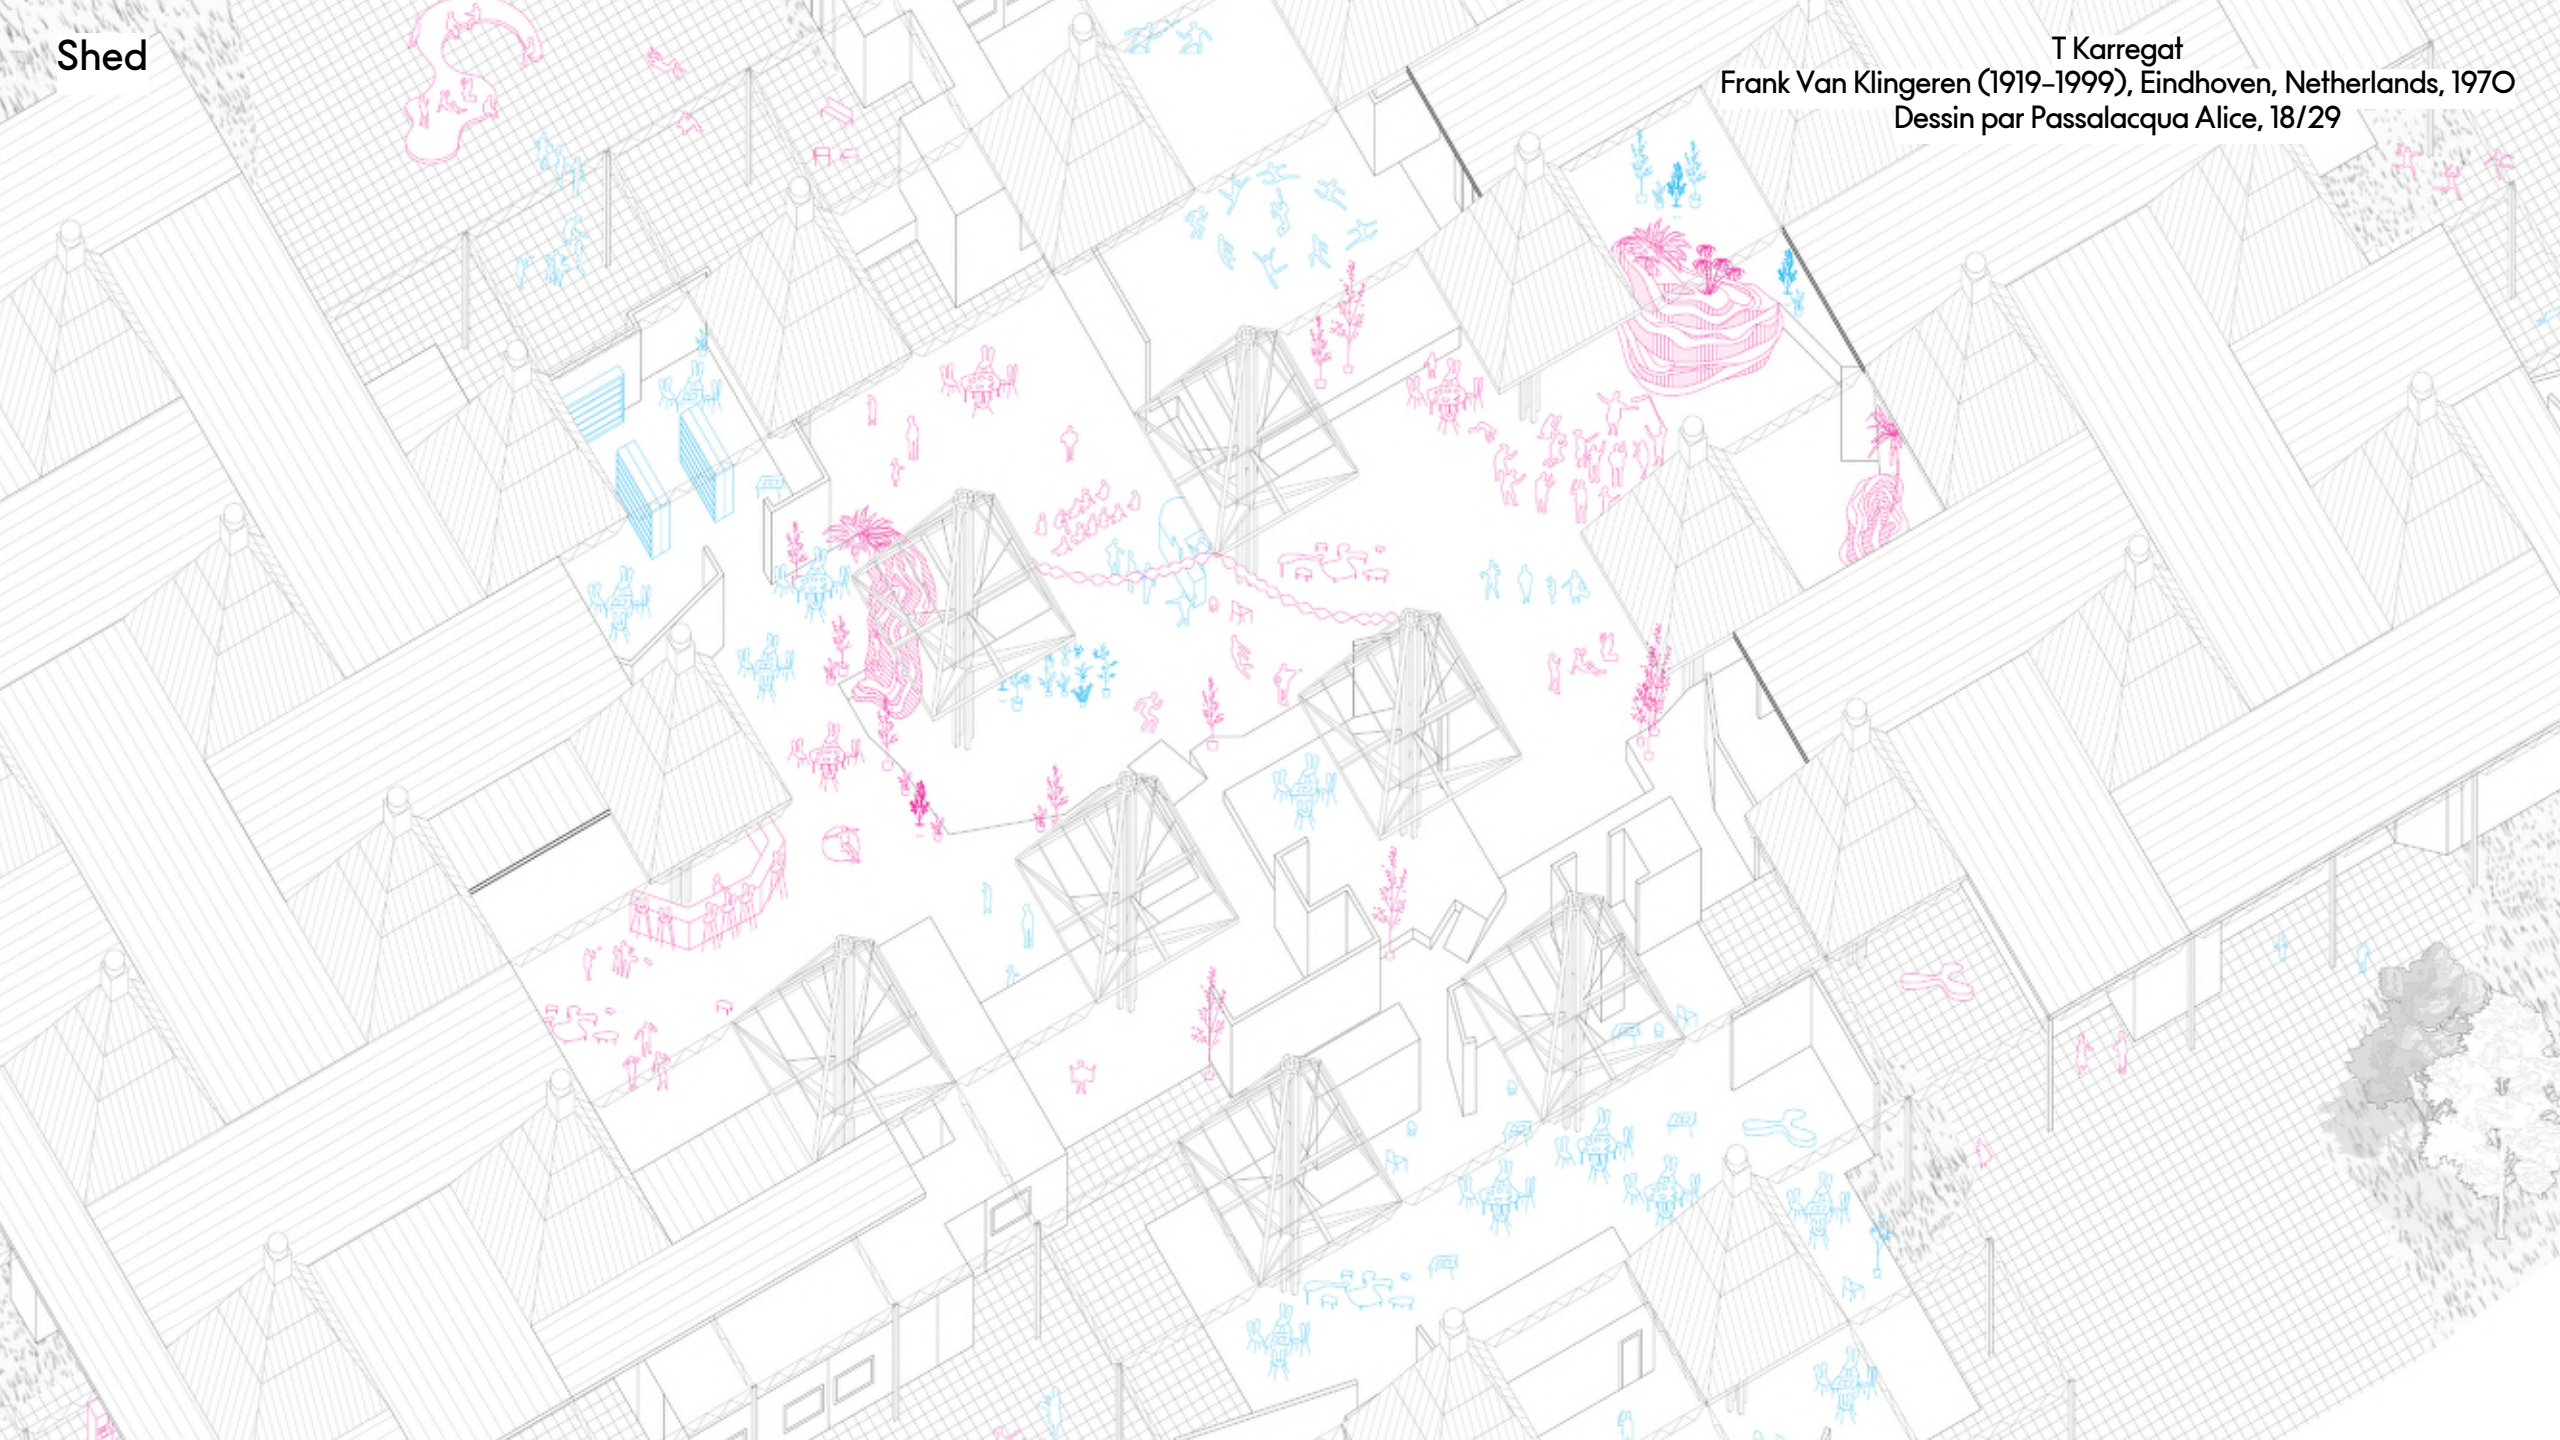 Shed
T Karregat
Frank Van Klingeren (1919–1999), Eindhoven, Netherlands, 1970
Dessin par Passalacqua Alice, 18/29